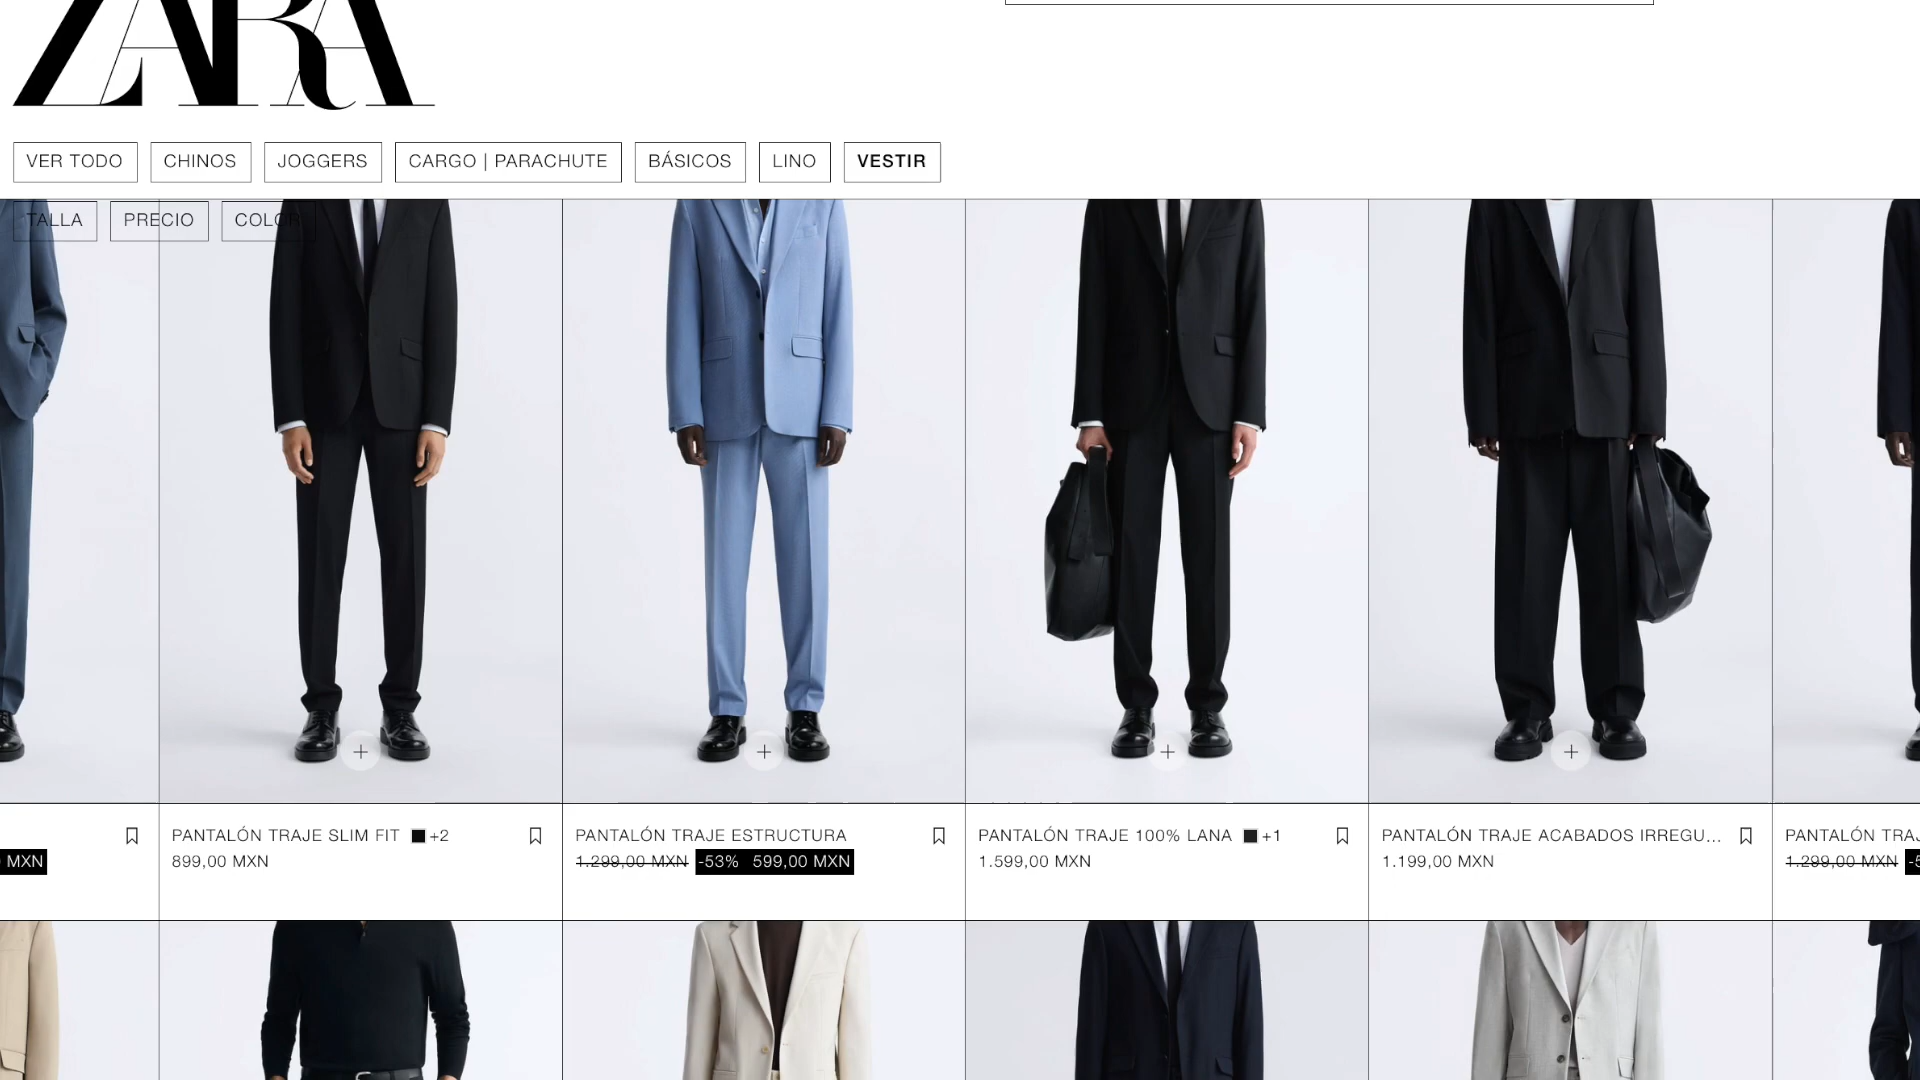 ZARA
VER TODO
CHINOS
JOGGERS
CARGO | PARACHUTE
BÁSICOS
LINO
VESTIR
TALLA
PRECIO
COLOR
MXN
PANTALÓN TRAJE SLIM FIT +2
899,00 MXN
PANTALÓN TRAJE ESTRUCTURA
1.299,00 MXN -53% 599,00 MXN
PANTALÓN TRAJE 100% LANA +1
1.599,00 MXN
PANTALÓN TRAJE ACABADOS IRREGU...
1.199,00 MXN
PANTALÓN
1.299,00 MXN